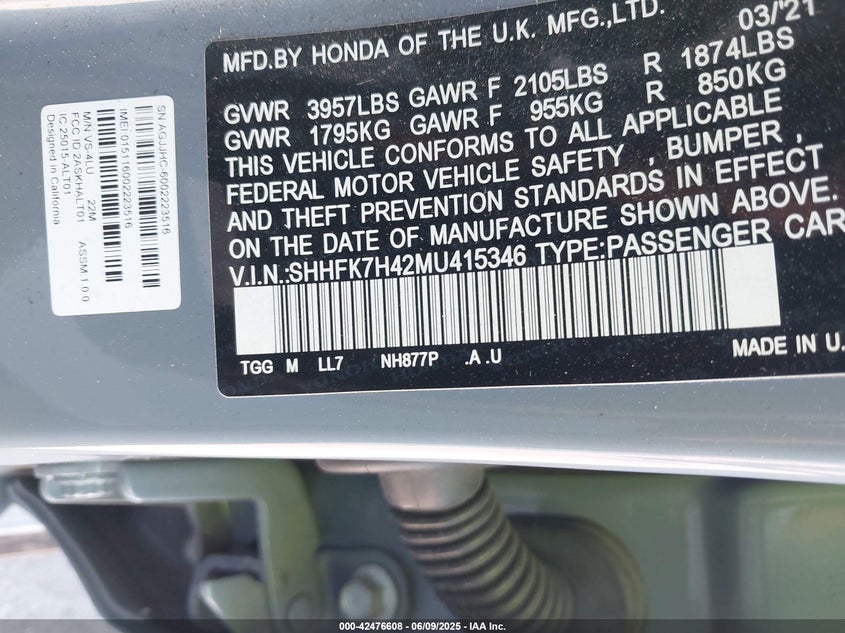 MFD.BY HONDA OF THE U.K. MFG.,LTD. 03/'21
GVWR 3957LBS GAWR F 2105LBS R 1874LBS
GVWR 1795KG GAWR F 955KG R 850KG
THIS VEHICLE CONFORMS TO ALL APPLICABLE
FEDERAL MOTOR VEHICLE SAFETY , BUMPER ,
AND THEFT PREVENTION STANDARDS IN EFFECT
ON THE DATE OF MANUFACTURE SHOWN ABOVE.
V.I.N.:SHHFK7H42MU415346 TYPE:PASSENGER CAR
TGG M LL7 NH877P .A .U
MADE IN U.
SN AGJJHC-6002223516
IMEI 015116002223516
M/N VS-4LU 22M ASSM 1.0.0
FCC ID 2ASKHALT01
IC:25015-ALT01
Designed in California
000-42476608 | 06/09/2025 - IAA Inc.